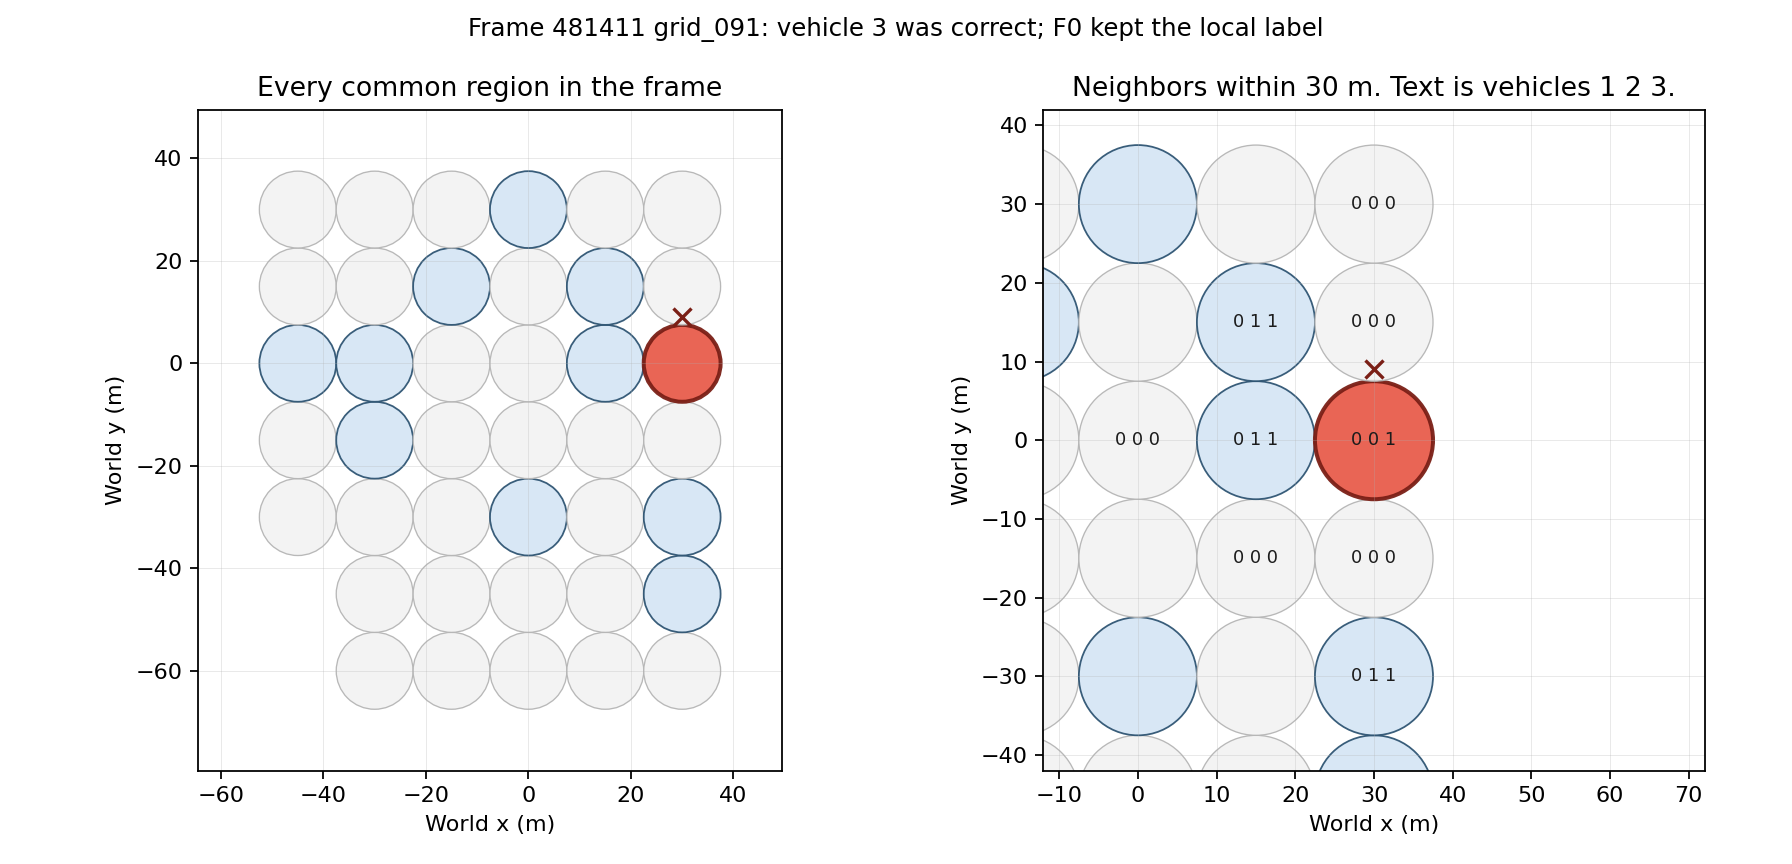 Frame 481411 grid_091: vehicle 3 was correct; F0 kept the local label
Every common region in the frame
40
20
0
−20
−40
−60
World y (m)
−60 −40 −20 0 20 40
World x (m)
Neighbors within 30 m. Text is vehicles 1 2 3.
40
30
20
10
0
−10
−20
−30
−40
World y (m)
0 0 0
0 1 1 0 0 0
0 0 0 0 1 1 0 0 1
0 0 0 0 0 0
0 1 1
−10 0 10 20 30 40 50 60 70
World x (m)